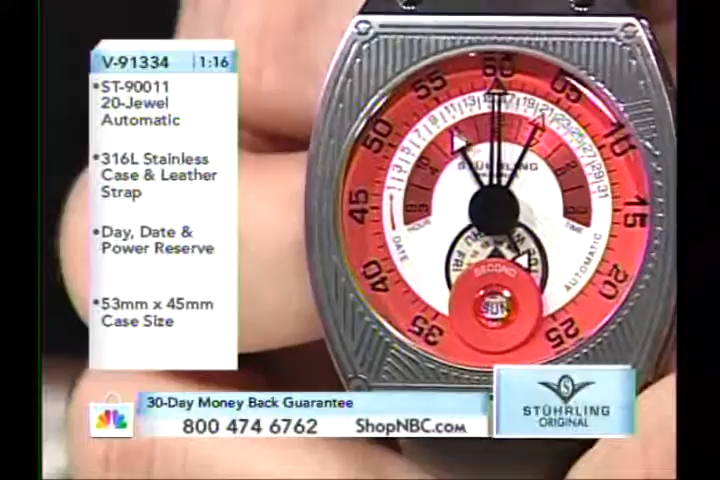 V-91334 1:16
•ST-90011
20-Jewel
Automatic
•316L Stainless
Case & Leather
Strap
•Day, Date &
Power Reserve
•53mm x 45mm
Case Size
60
05
10
15
20
25
35
40
45
50
55
STÜHRLING
HOUR
TIME
DATE
AUTOMATIC
FRI
SECOND
30-Day Money Back Guarantee
800 474 6762 ShopNBC.com
S
STÜHRLING
ORIGINAL